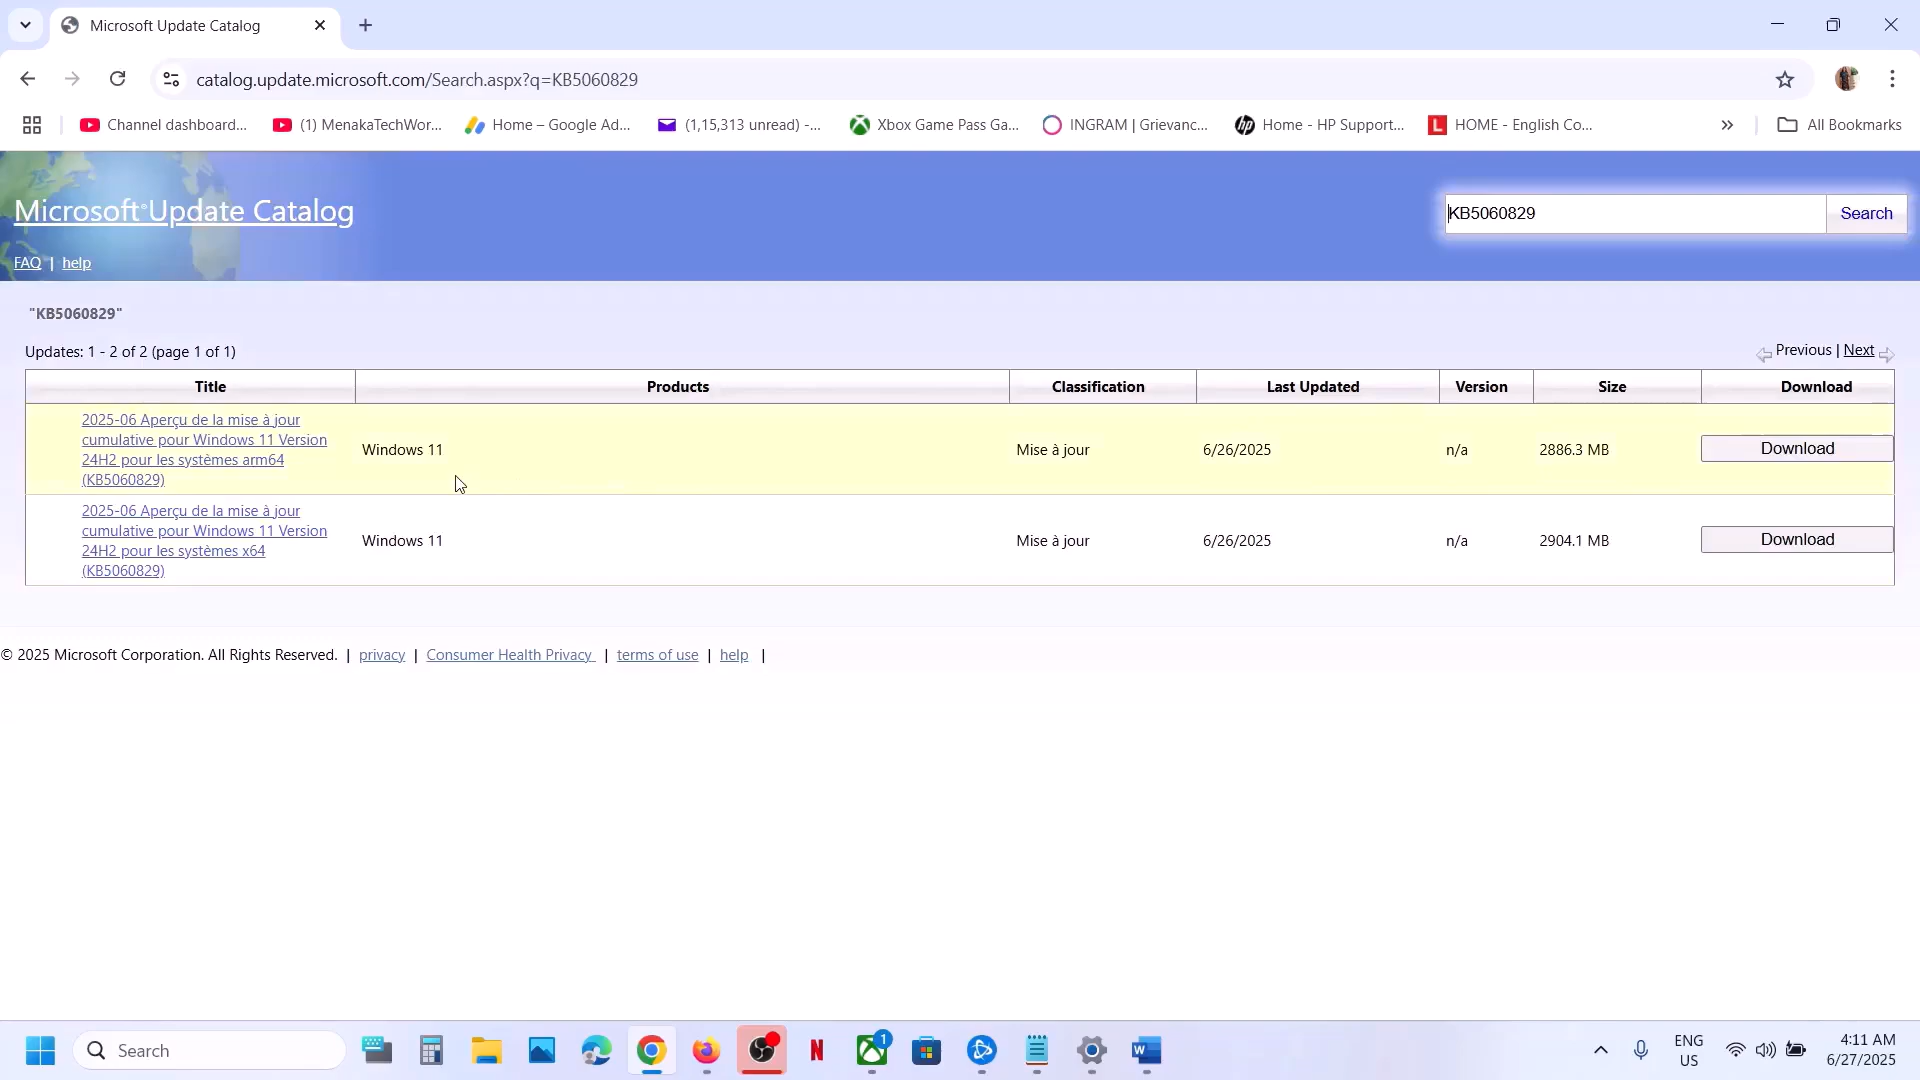 Microsoft Update Catalog
catalog.update.microsoft.com/Search.aspx?q=KB5060829
Channel dashboard...
(1) MenakaTechWor...
Home – Google Ad...
(1,15,313 unread) -...
Xbox Game Pass Ga...
INGRAM | Grievanc...
Home - HP Support...
HOME - English Co...
All Bookmarks
Microsoft® Update Catalog
KB5060829
Search
FAQ | help
"KB5060829"
Updates: 1 - 2 of 2 (page 1 of 1)
Previous | Next
Title Products Classification Last Updated Version Size Download
2025-06 Aperçu de la mise à jour
cumulative pour Windows 11 Version
24H2 pour les systèmes arm64
(KB5060829)
Windows 11 Mise à jour 6/26/2025 n/a 2886.3 MB Download
2025-06 Aperçu de la mise à jour
cumulative pour Windows 11 Version
24H2 pour les systèmes x64
(KB5060829)
Windows 11 Mise à jour 6/26/2025 n/a 2904.1 MB Download
© 2025 Microsoft Corporation. All Rights Reserved. | privacy | Consumer Health Privacy | terms of use | help |
Search
1
ENG
US
4:11 AM
6/27/2025